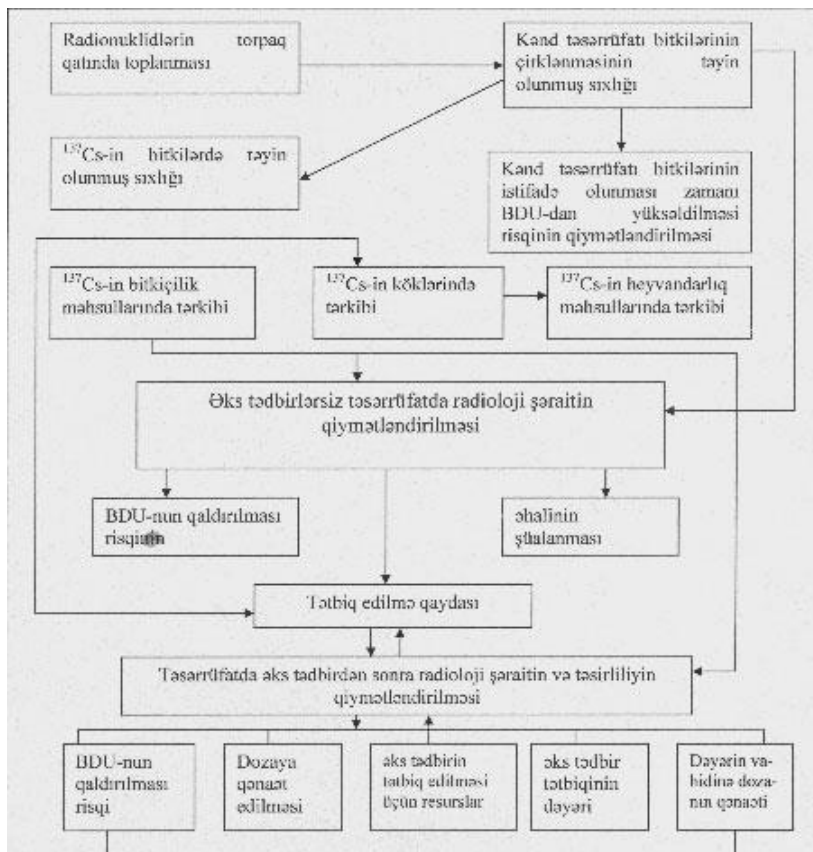 Radionuklidlərin torpaq
qatında toplanması
Kənd təsərrüfatı bitkilərinin
çirklənməsinin təyin
olunmuş sıxlığı
¹³⁷Cs-in bitkilərdə təyin
olunmuş sıxlığı
Kənd təsərrüfatı bitkilərinin
istifadə olunması zamanı
BDU-dan yüksəldilməsi
risqinin qiymətləndirilməsi
¹³⁷Cs-in bitkiçilik
məhsullarında tərkibi
¹³⁷Cs-in köklərində
tərkibi
¹³⁷Cs-in heyvandarlıq
məhsullarında tərkibi
Əks tədbirlərsiz təsərrüfatda radioloji şəraitin
qiymətləndirilməsi
BDU-nun qaldırılması
risqinin
əhalinin
şüalanması
Tətbiq edilmə qaydası
Təsərrüfatda əks tədbirdən sonra radioloji şəraitin və təsirliliyin
qiymətləndirilməsi
BDU-nun
qaldırılması
risqi
Dozaya
qənaət
edilməsi
əks tədbirin
tətbiq edilməsi
üçün resurslar
əks tədbir
tətbiqinin
dəyəri
Dəyərin va-
hidinə doza-
nın qənaəti